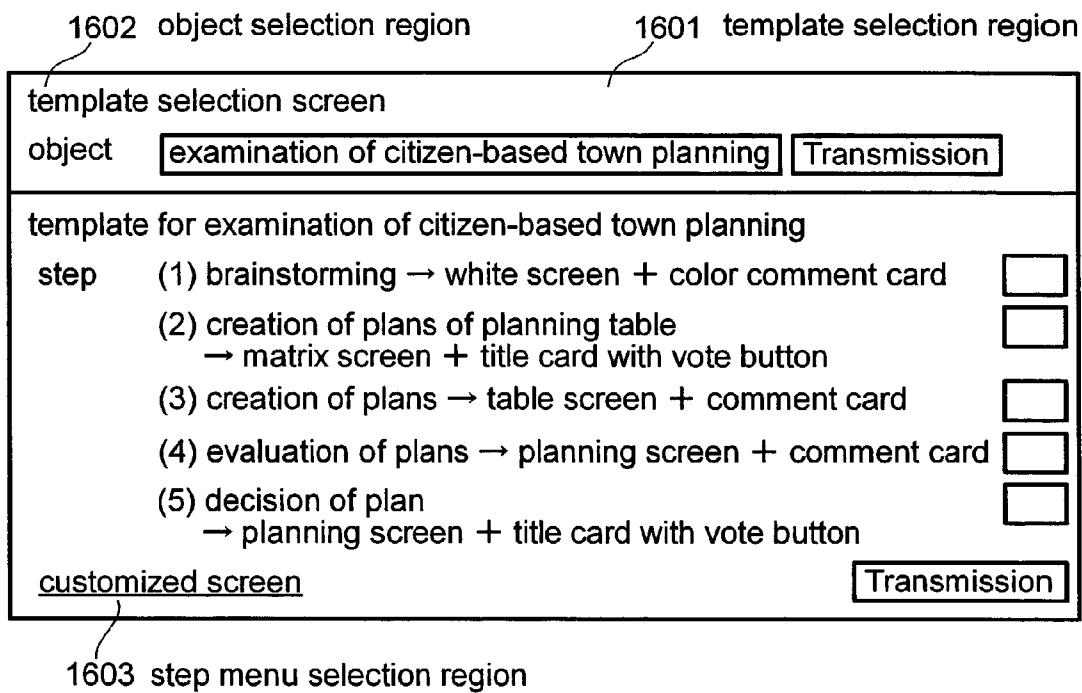 1602 object selection region 1601 template selection region
template selection screen
object examination of citizen-based town planning Transmission
template for examination of citizen-based town planning
step (1) brainstorming → white screen + color comment card
(2) creation of plans of planning table
→ matrix screen + title card with vote button
(3) creation of plans → table screen + comment card
(4) evaluation of plans → planning screen + comment card
(5) decision of plan
→ planning screen + title card with vote button
customized screen Transmission
1603 step menu selection region